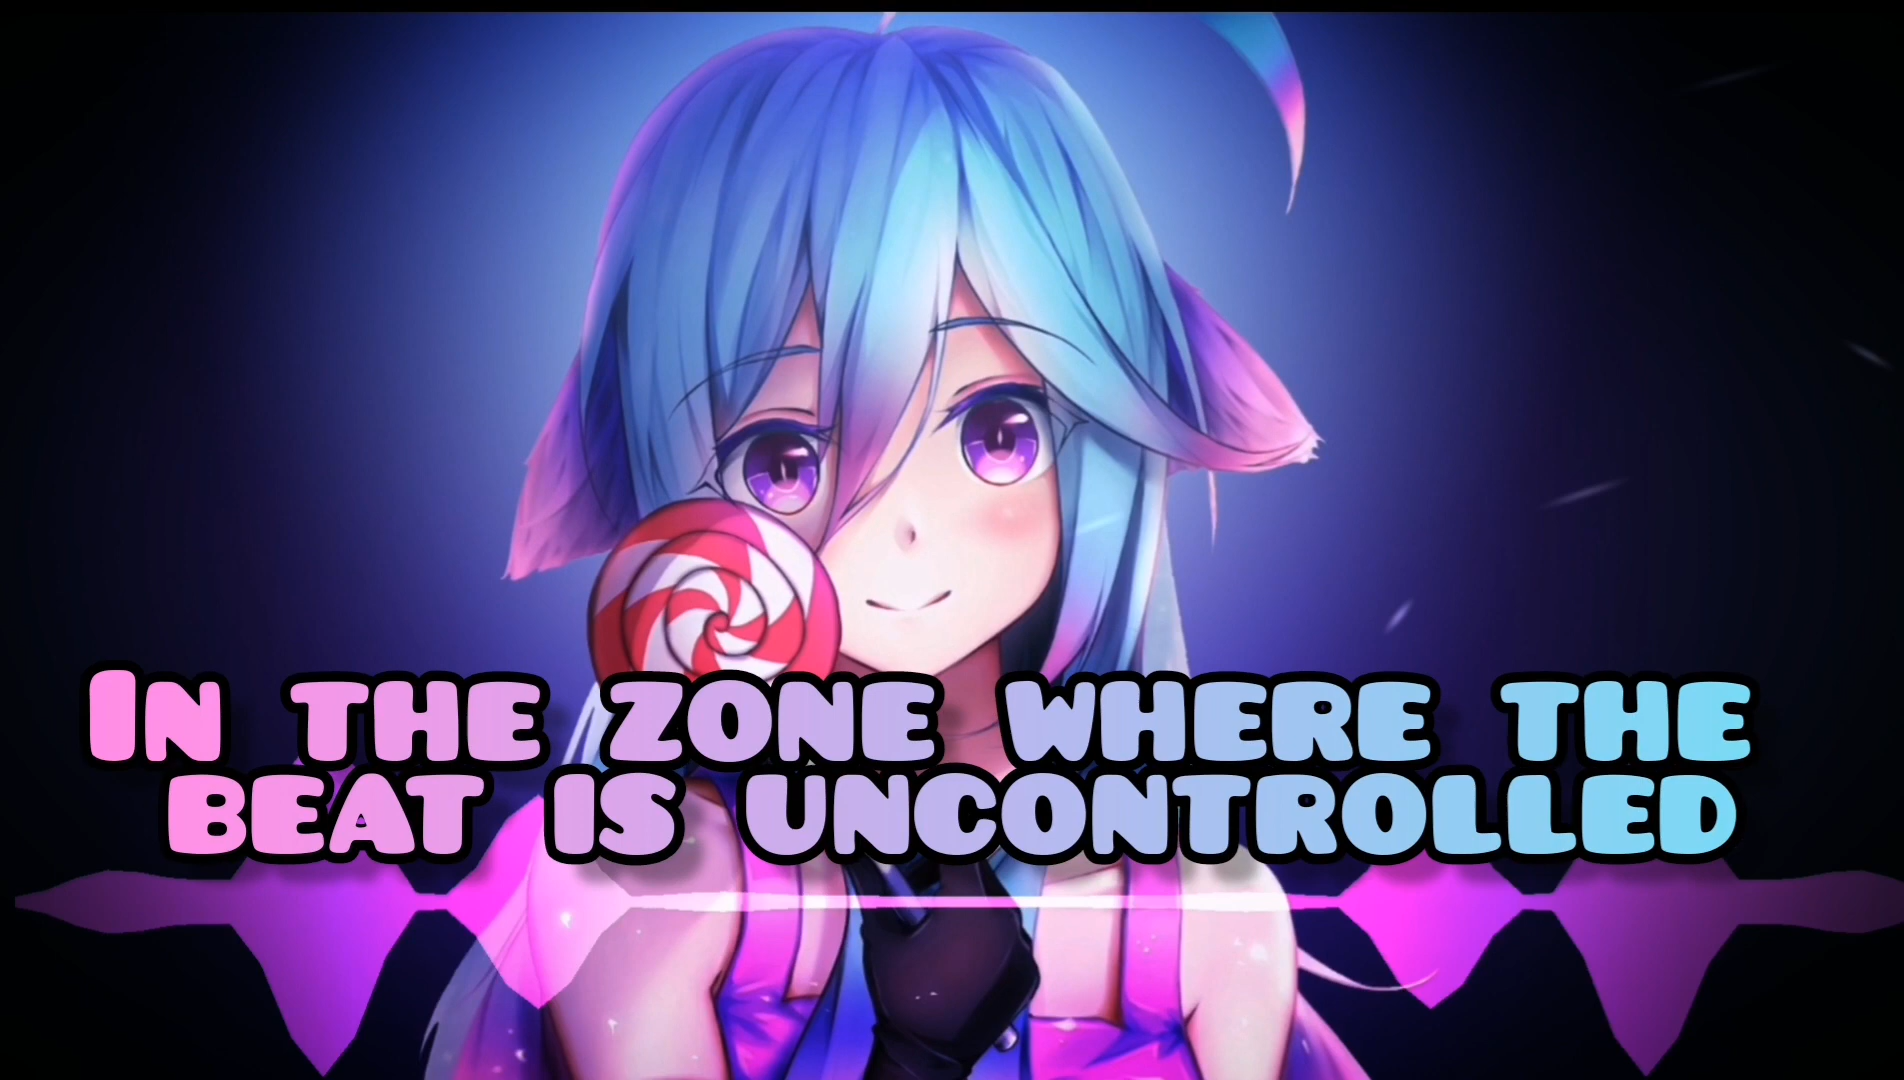 In the zone where the
beat is uncontrolled